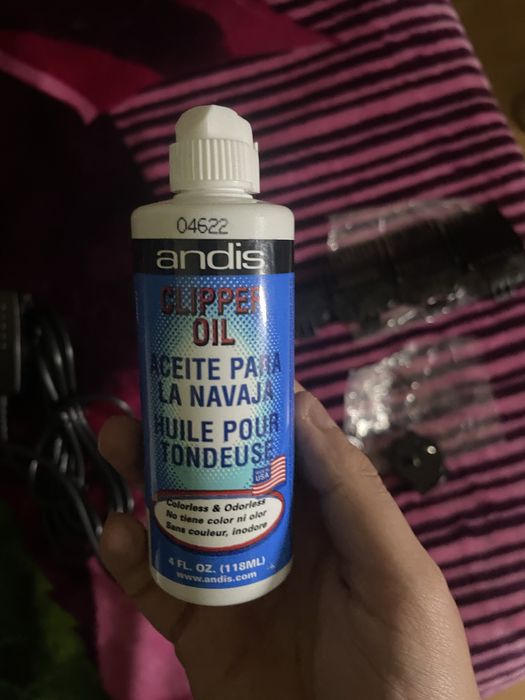 04622
andis
CLIPPER
OIL
ACEITE PARA
LA NAVAJA
HUILE POUR
TONDEUSE
MADE IN
USA
Colorless & Odorless
No tiene color ni olor
Sans couleur, inodore
4 FL. OZ. (118ML)
www.andis.com